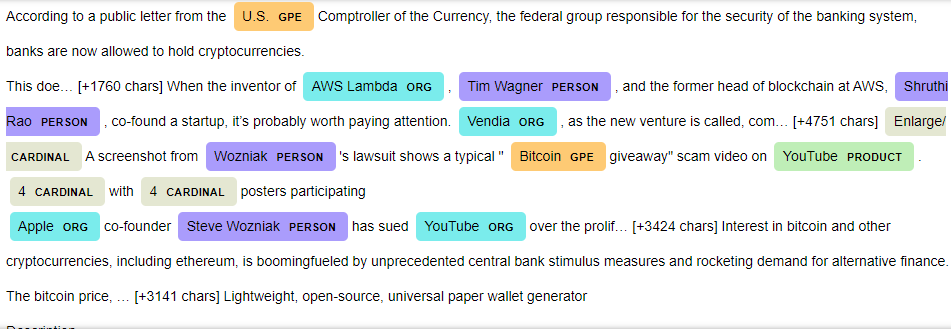 According to a public letter from the U.S. GPE Comptroller of the Currency, the federal group responsible for the security of the banking system,
banks are now allowed to hold cryptocurrencies.
This doe… [+1760 chars] When the inventor of AWS Lambda ORG , Tim Wagner PERSON , and the former head of blockchain at AWS, Shruthi
Rao PERSON , co-found a startup, it’s probably worth paying attention. Vendia ORG , as the new venture is called, com… [+4751 chars] Enlarge/
CARDINAL A screenshot from Wozniak PERSON 's lawsuit shows a typical " Bitcoin GPE giveaway" scam video on YouTube PRODUCT .
4 CARDINAL with 4 CARDINAL posters participating
Apple ORG co-founder Steve Wozniak PERSON has sued YouTube ORG over the prolif… [+3424 chars] Interest in bitcoin and other
cryptocurrencies, including ethereum, is boomingfueled by unprecedented central bank stimulus measures and rocketing demand for alternative finance.
The bitcoin price, … [+3141 chars] Lightweight, open-source, universal paper wallet generator